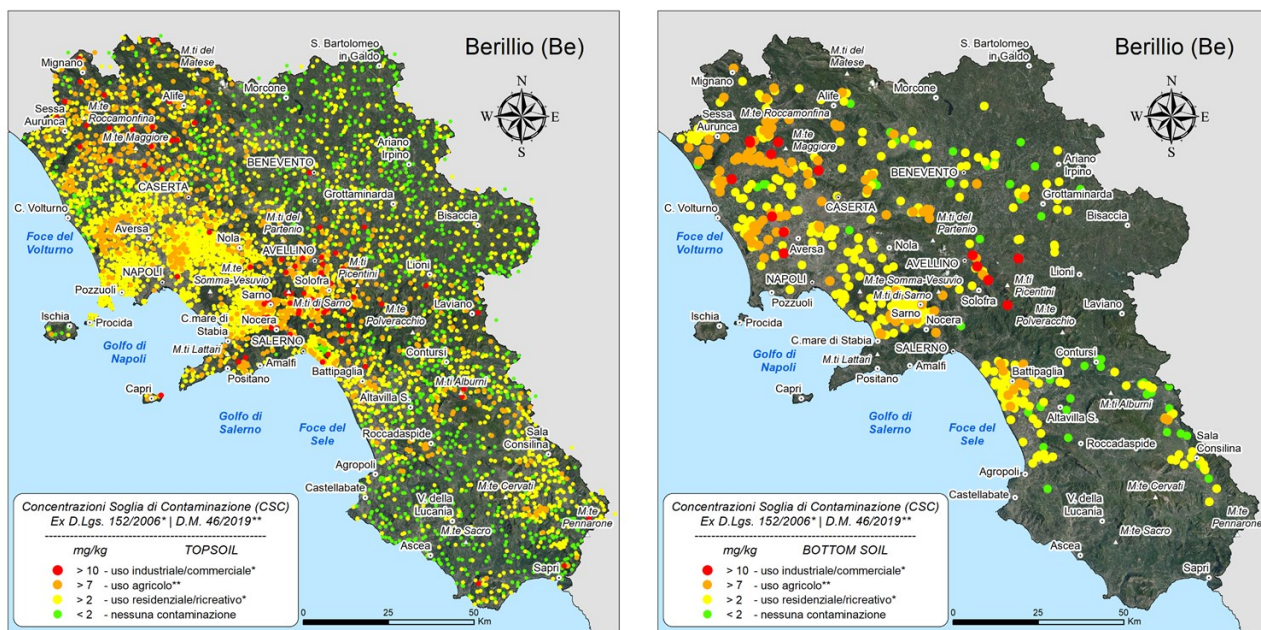 Berillio (Be)
S. Bartolomeo
in Galdo
M.ti del
Matese
Mignano
Morcone
Alife
N
W
E
S
M.te
Roccamonfina
Sessa
Aurunca
M.te Maggiore
Ariano
Irpino
BENEVENTO
CASERTA
Grottaminarda
C. Volturno
Bisaccia
M.ti del
Partenio
Aversa
Foce del
Volturno
Nola
AVELLINO
M.ti
Picentini
Lioni
NAPOLI
M.te
Somma-Vesuvio
Solofra
Pozzuoli
Sarno
M.ti di Sarno
Laviano
M.te
Polveracchio
Ischia
Procida
C.mare di
Stabia
Nocera
Golfo di
Napoli
SALERNO
M.ti Lattari
Amalfi
Contursi
Positano
Battipaglia
M.ti Alburni
Capri
Altavilla S.
Golfo di
Salerno
Foce del
Sele
Roccadaspide
Sala
Consilina
Agropoli
Castellabate
M.te Cervati
V. della
Lucania
M.te
Pennarone
M.te Sacro
Ascea
Sapri
Concentrazioni Soglia di Contaminazione (CSC)
Ex D.Lgs. 152/2006* | D.M. 46/2019**
mg/kg TOPSOIL
> 10 - uso industriale/commerciale*
> 7 - uso agricolo**
> 2 - uso residenziale/ricreativo*
< 2 - nessuna contaminazione
0 25 50
Km
Berillio (Be)
S. Bartolomeo
in Galdo
M.ti del
Matese
Mignano
Morcone
Alife
N
W
E
S
M.te Roccamonfina
Sessa
Aurunca
M.te
Maggiore
Ariano
Irpino
BENEVENTO
CASERTA
Grottaminarda
C. Volturno
Bisaccia
M.ti del
Partenio
Aversa
Foce del
Volturno
Nola
AVELLINO
M.ti
Picentini
Lioni
NAPOLI
M.te Somma-Vesuvio
Solofra
Pozzuoli
M.ti di Sarno
Sarno
Laviano
M.te
Polveracchio
Ischia
Procida
Nocera
C.mare di Stabia
Golfo di
Napoli
SALERNO
M.ti Lattari
Amalfi
Contursi
Positano
Battipaglia
M.ti Alburni
Capri
Altavilla S.
Golfo di
Salerno
Foce del
Sele
Roccadaspide
Sala
Consilina
Agropoli
Castellabate
M.te Cervati
V. della
Lucania
M.te
Pennarone
M.te Sacro
Ascea
Sapri
Concentrazioni Soglia di Contaminazione (CSC)
Ex D.Lgs. 152/2006* | D.M. 46/2019**
mg/kg BOTTOM SOIL
> 10 - uso industriale/commerciale*
> 7 - uso agricolo**
> 2 - uso residenziale/ricreativo*
< 2 - nessuna contaminazione
0 25 50
Km